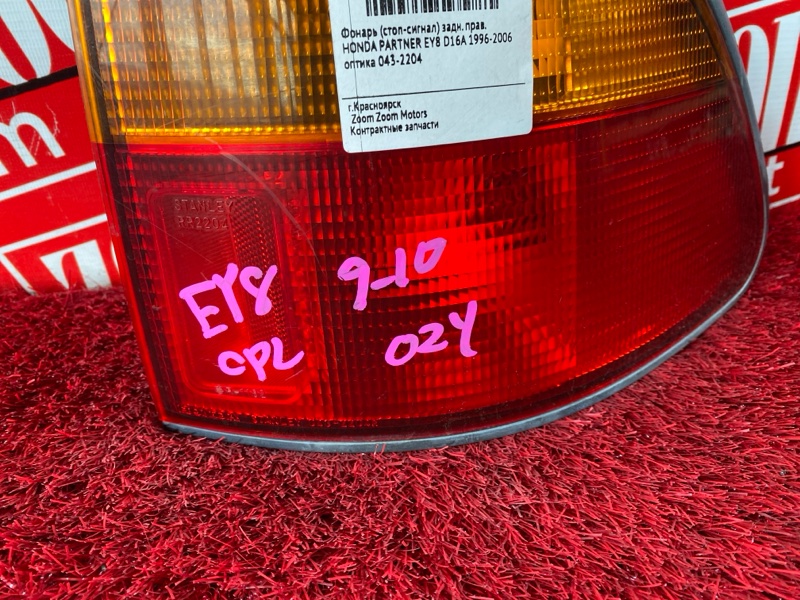 Фонарь (стоп-сигнал) задн. прав.
HONDA PARTNER EY8 D16A 1996-2006
оптика 043-2204
г.Красноярск
Zoom Zoom Motors
Контрактные запчасти
STANLEY
EY8 9-10
CPL 02Y